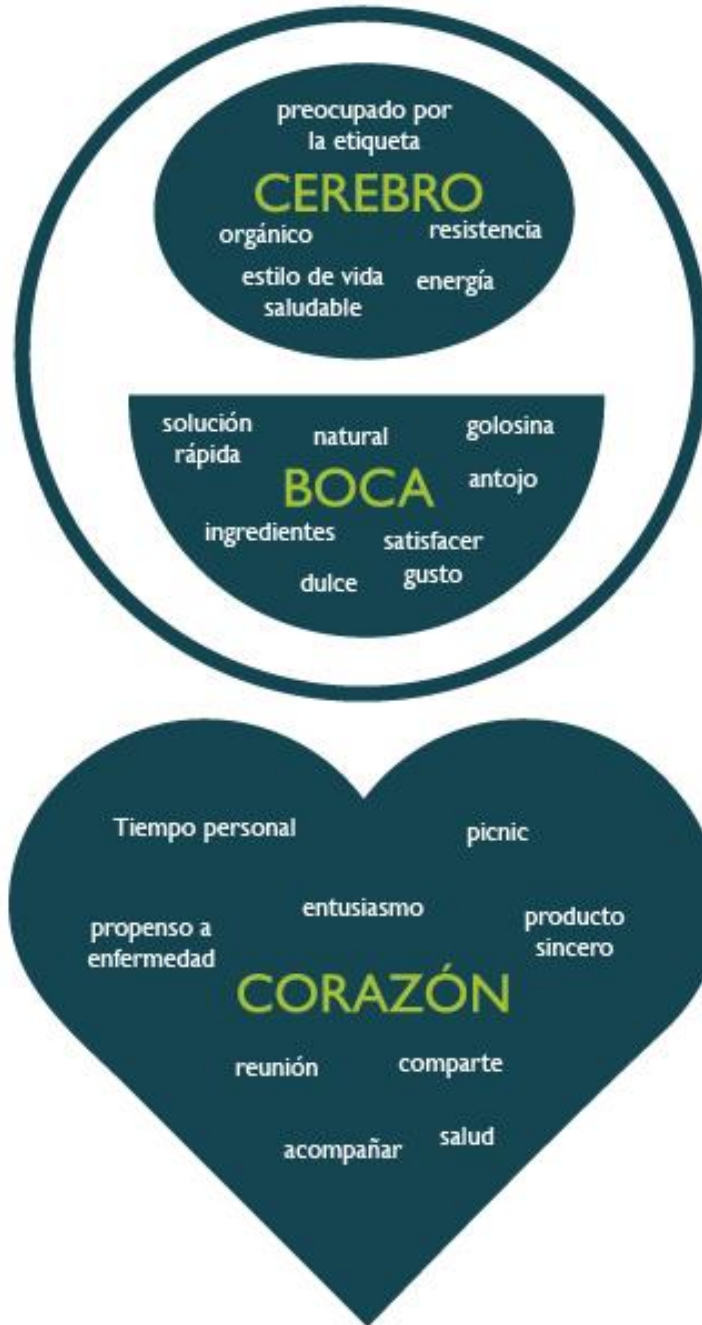 preocupado por
la etiqueta
CEREBRO
orgánico
resistencia
estilo de vida
saludable
energía
solución
rápida
natural
golosina
BOCA
antojo
ingredientes
satisfacer
gusto
dulce
Tiempo personal
picnic
entusiasmo
propenso a
enfermedad
producto
sincero
CORAZÓN
reunión
comparte
acompañar
salud